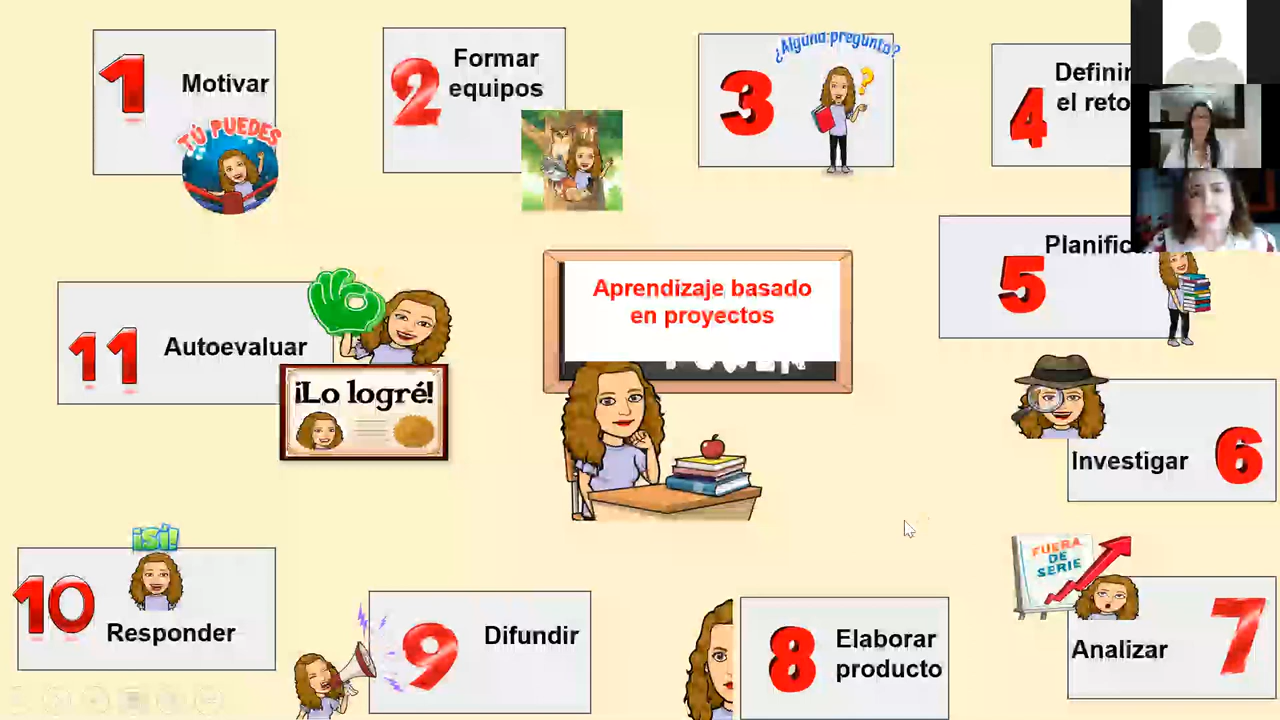 1
Motivar
TÚ PUEDES
2
Formar
equipos
¿Alguna pregunta?
3
?
4
Definir
el reto
5
6
Investigar
FUERA
DE
SERIE
7
Analizar
8
Elaborar
producto
9
Difundir
¡SÍ!
10
Responder
11
Autoevaluar
¡Lo logré!
Aprendizaje basado
en proyectos